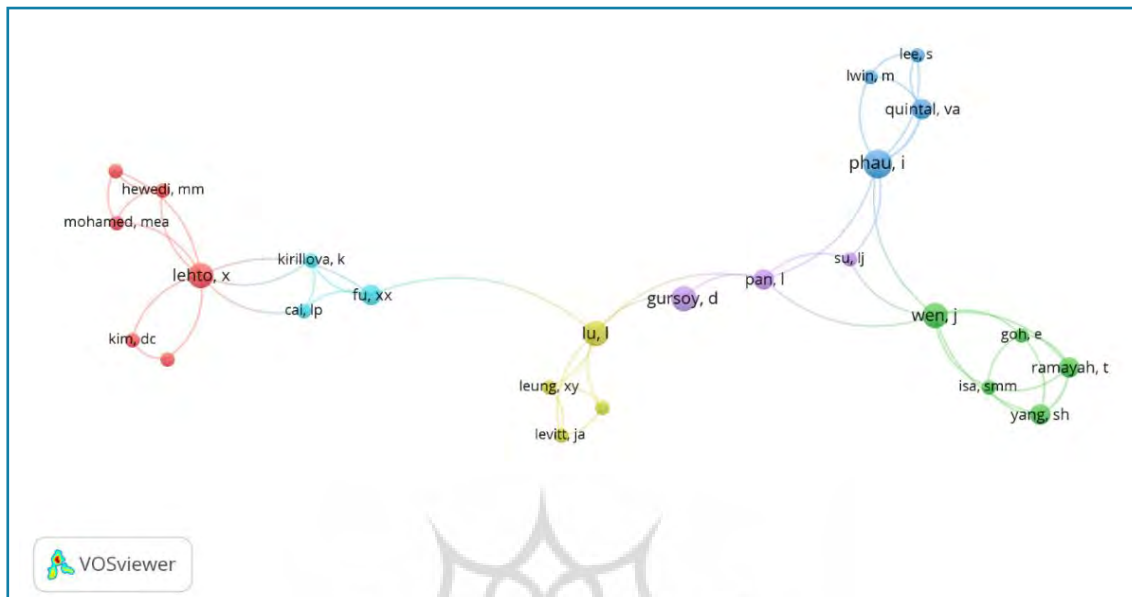 lee, s
lwin, m
quintal, va
phau, i
hewedi, mm
mohamed, mea
kirillova, k
su, lj
lehto, x
pan, l
fu, xx
gursoy, d
cai, lp
wen, j
lu, l
goh, e
kim, dc
ramayah, t
leung, xy
isa, smm
yang, sh
levitt, ja
VOSviewer